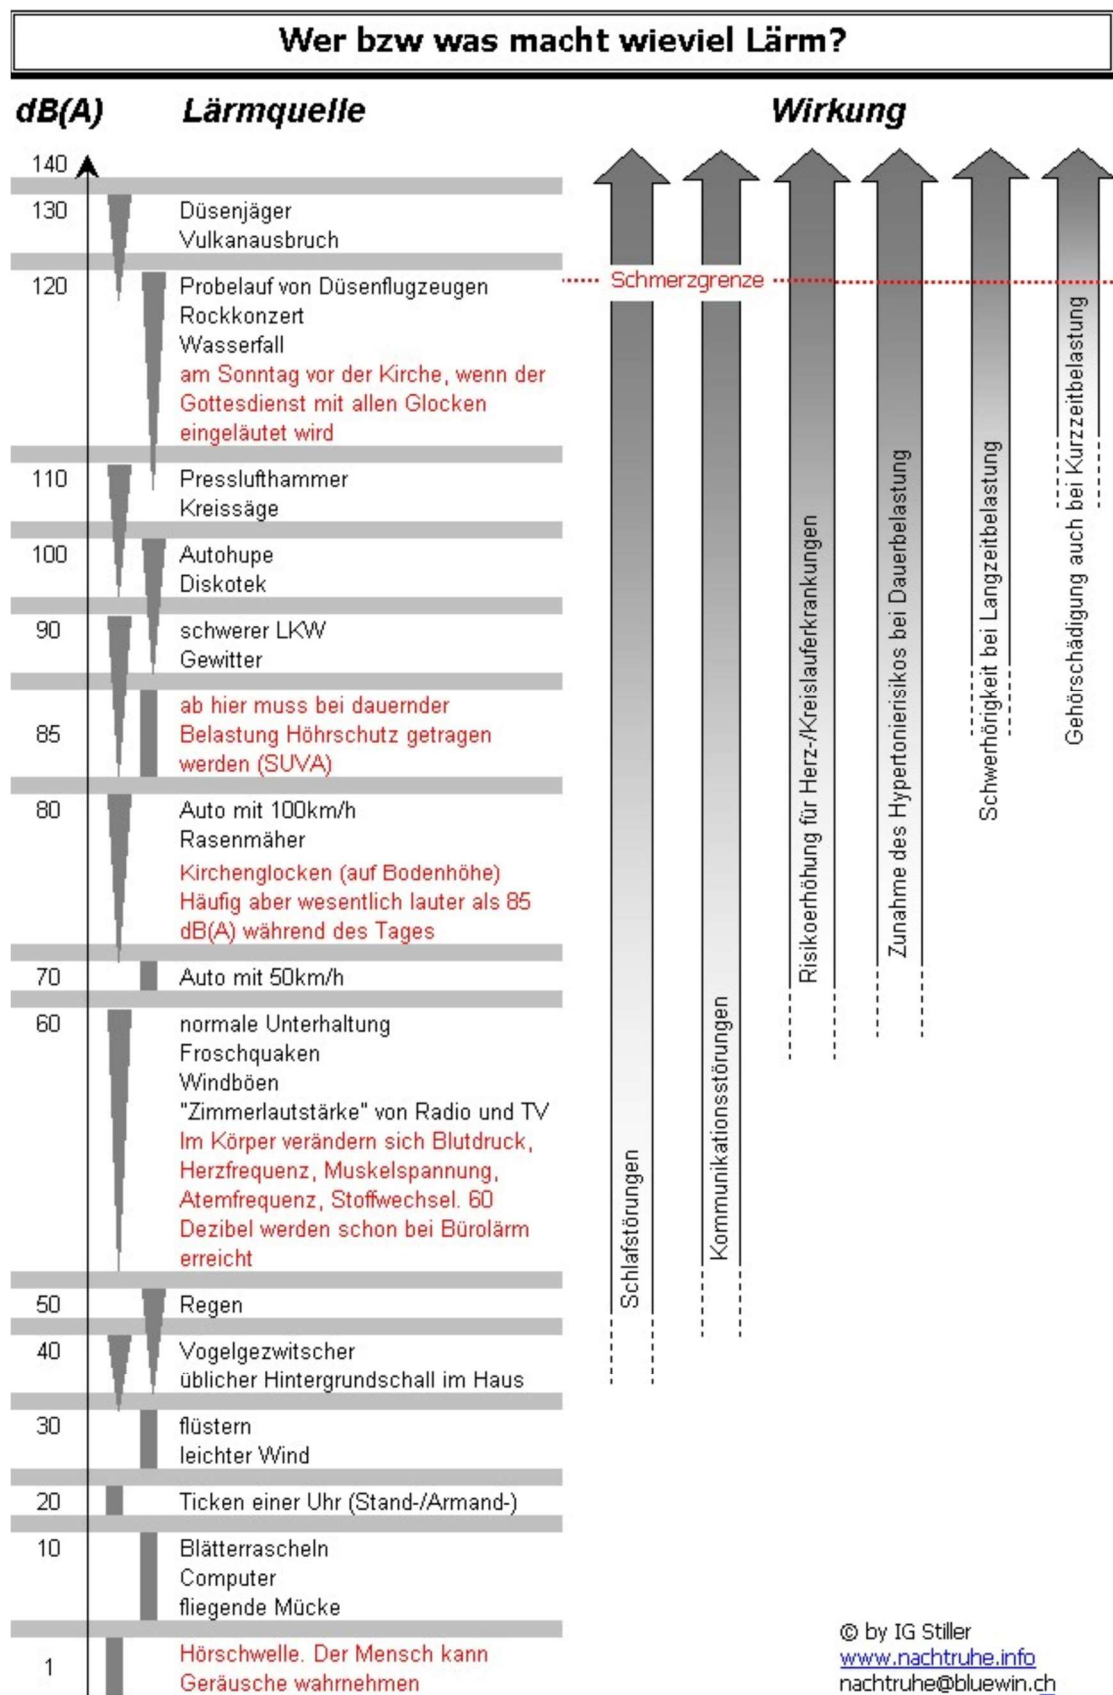 Wer bzw was macht wieviel Lärm?
dB(A) Lärmquelle Wirkung
140
130 Düsenjäger
Vulkanausbruch
120 Probelauf von Düsenflugzeugen
Rockkonzert
Wasserfall
am Sonntag vor der Kirche, wenn der
Gottesdienst mit allen Glocken
eingeläutet wird
110 Presslufthammer
Kreissäge
100 Autohupe
Diskotek
90 schwerer LKW
Gewitter
ab hier muss bei dauernder
85 Belastung Höhrschutz getragen
werden (SUVA)
80 Auto mit 100km/h
Rasenmäher
Kirchenglocken (auf Bodenhöhe)
Häufig aber wesentlich lauter als 85
dB(A) während des Tages
70 Auto mit 50km/h
60 normale Unterhaltung
Froschquaken
Windböen
"Zimmerlautstärke" von Radio und TV
Im Körper verändern sich Blutdruck,
Herzfrequenz, Muskelspannung,
Atemfrequenz, Stoffwechsel. 60
Dezibel werden schon bei Bürolärm
erreicht
50 Regen
40 Vogelgezwitscher
üblicher Hintergrundschall im Haus
30 flüstern
leichter Wind
20 Ticken einer Uhr (Stand-/Armand-)
10 Blätterrascheln
Computer
fliegende Mücke
1 Hörschwelle. Der Mensch kann
Geräusche wahrnehmen
Schmerzgrenze
Schlafstörungen
Kommunikationsstörungen
Risikoerhöhung für Herz-/Kreislauferkrankungen
Zunahme des Hypertonierisikos bei Dauerbelastung
Schwerhörigkeit bei Langzeitbelastung
Gehörschädigung auch bei Kurzzeitbelastung
© by IG Stiller
www.nachtruhe.info
nachtruhe@bluewin.ch